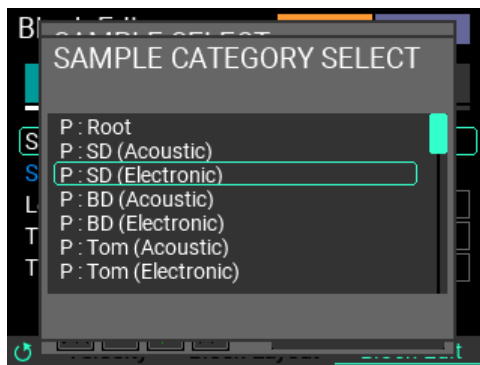 SAMPLE CATEGORY SELECT
P : Root
P : SD (Acoustic)
P : SD (Electronic)
P : BD (Acoustic)
P : BD (Electronic)
P : Tom (Acoustic)
P : Tom (Electronic)